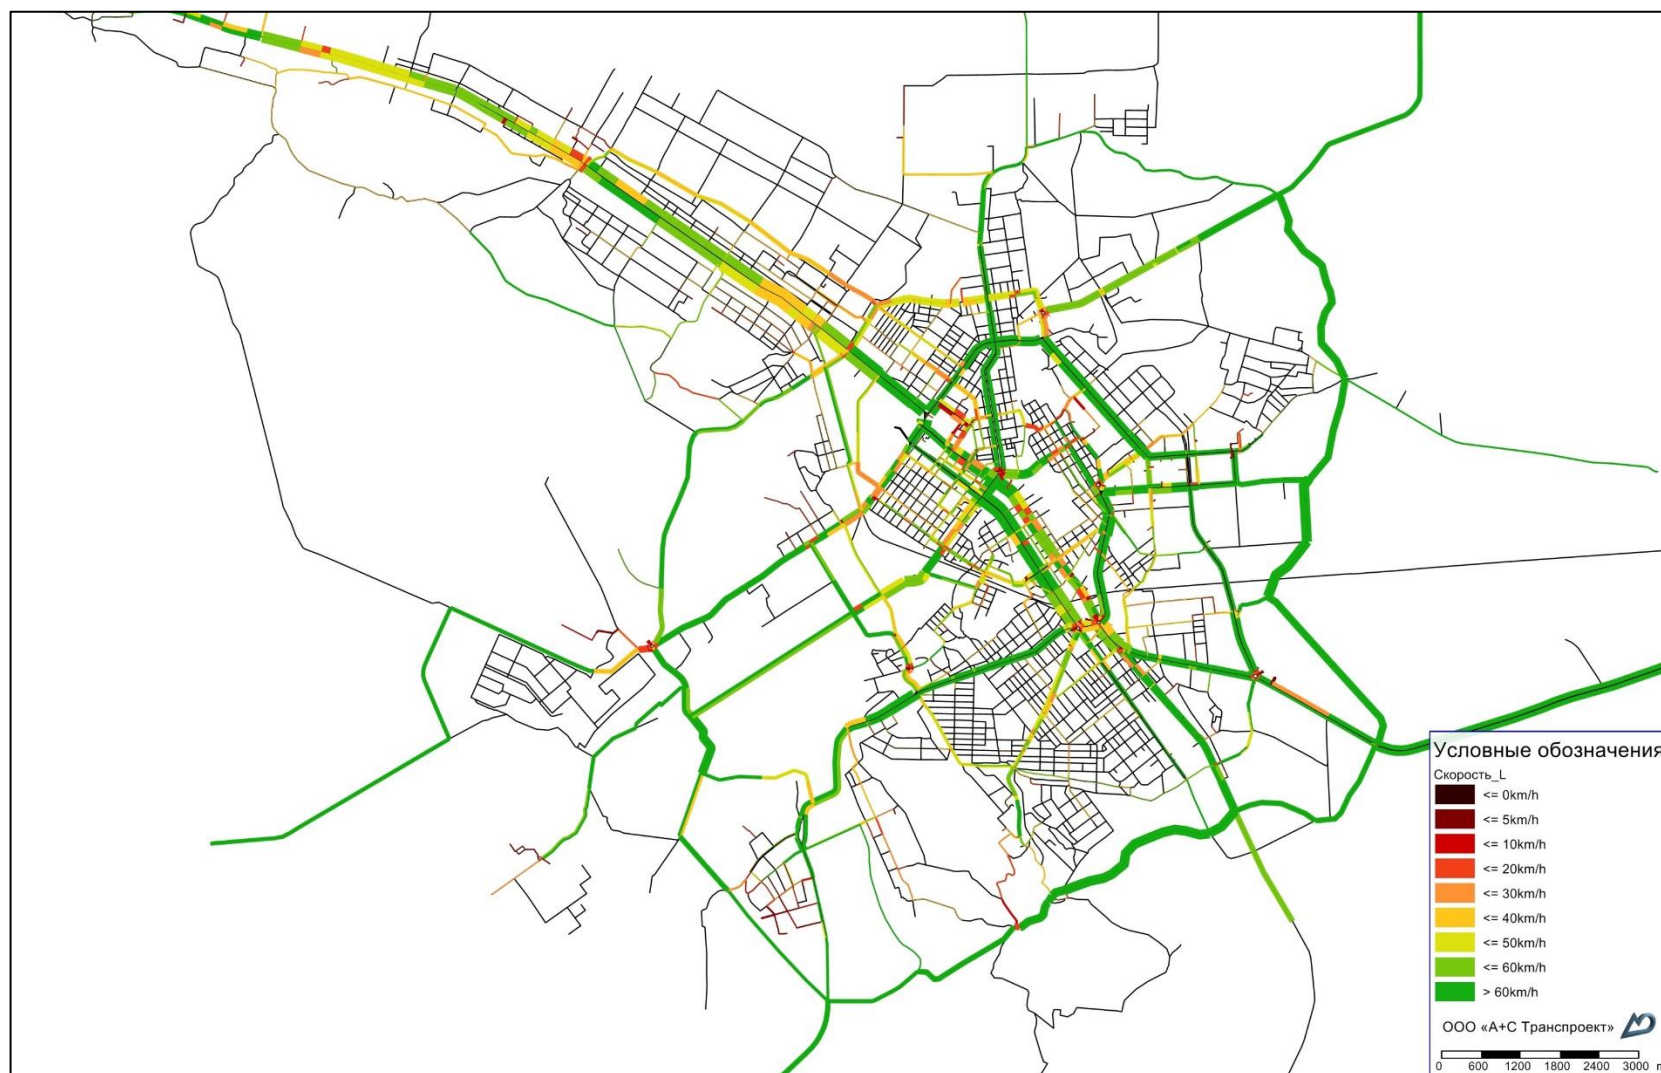 Условные обозначения
Скорость_L
<= 0km/h
<= 5km/h
<= 10km/h
<= 20km/h
<= 30km/h
<= 40km/h
<= 50km/h
<= 60km/h
> 60km/h
ООО «А+С Транспроект»
0 600 1200 1800 2400 3000